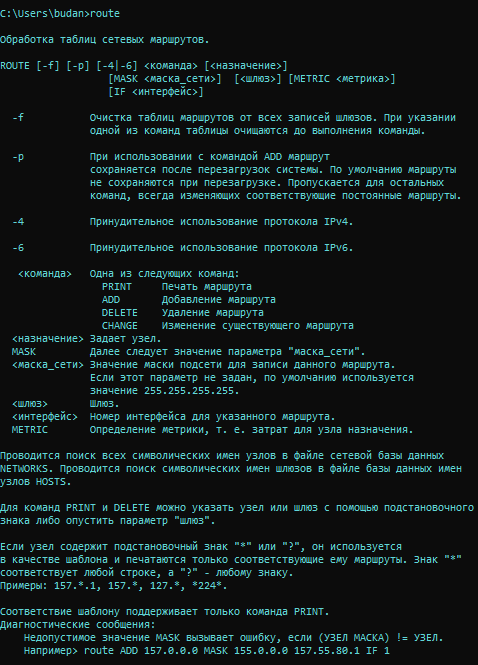 C:\Users\budan>route
Обработка таблиц сетевых маршрутов.
ROUTE [-f] [-p] [-4|-6] <команда> [<назначение>]
[MASK <маска_сети>] [<шлюз>] [METRIC <метрика>]
[IF <интерфейс>]
-f Очистка таблиц маршрутов от всех записей шлюзов. При указании
одной из команд таблицы очищаются до выполнения команды.
-p При использовании с командой ADD маршрут
сохраняется после перезагрузок системы. По умолчанию маршруты
не сохраняются при перезагрузке. Пропускается для остальных
команд, всегда изменяющих соответствующие постоянные маршруты.
-4 Принудительное использование протокола IPv4.
-6 Принудительное использование протокола IPv6.
<команда> Одна из следующих команд:
PRINT Печать маршрута
ADD Добавление маршрута
DELETE Удаление маршрута
CHANGE Изменение существующего маршрута
<назначение> Задает узел.
MASK Далее следует значение параметра "маска_сети".
<маска_сети> Значение маски подсети для записи данного маршрута.
Если этот параметр не задан, по умолчанию используется
значение 255.255.255.255.
<шлюз> Шлюз.
<интерфейс> Номер интерфейса для указанного маршрута.
METRIC Определение метрики, т. е. затрат для узла назначения.
Проводится поиск всех символических имен узлов в файле сетевой базы данных
NETWORKS. Проводится поиск символических имен шлюзов в файле базы данных имен
узлов HOSTS.
Для команд PRINT и DELETE можно указать узел или шлюз с помощью подстановочного
знака либо опустить параметр "шлюз".
Если узел содержит подстановочный знак "*" или "?", он используется
в качестве шаблона и печатаются только соответствующие ему маршруты. Знак "*"
соответствует любой строке, а "?" - любому знаку.
Примеры: 157.*.1, 157.*, 127.*, *224*.
Соответствие шаблону поддерживает только команда PRINT.
Диагностические сообщения:
Недопустимое значение MASK вызывает ошибку, если (УЗЕЛ МАСКА) != УЗЕЛ.
Например> route ADD 157.0.0.0 MASK 155.0.0.0 157.55.80.1 IF 1